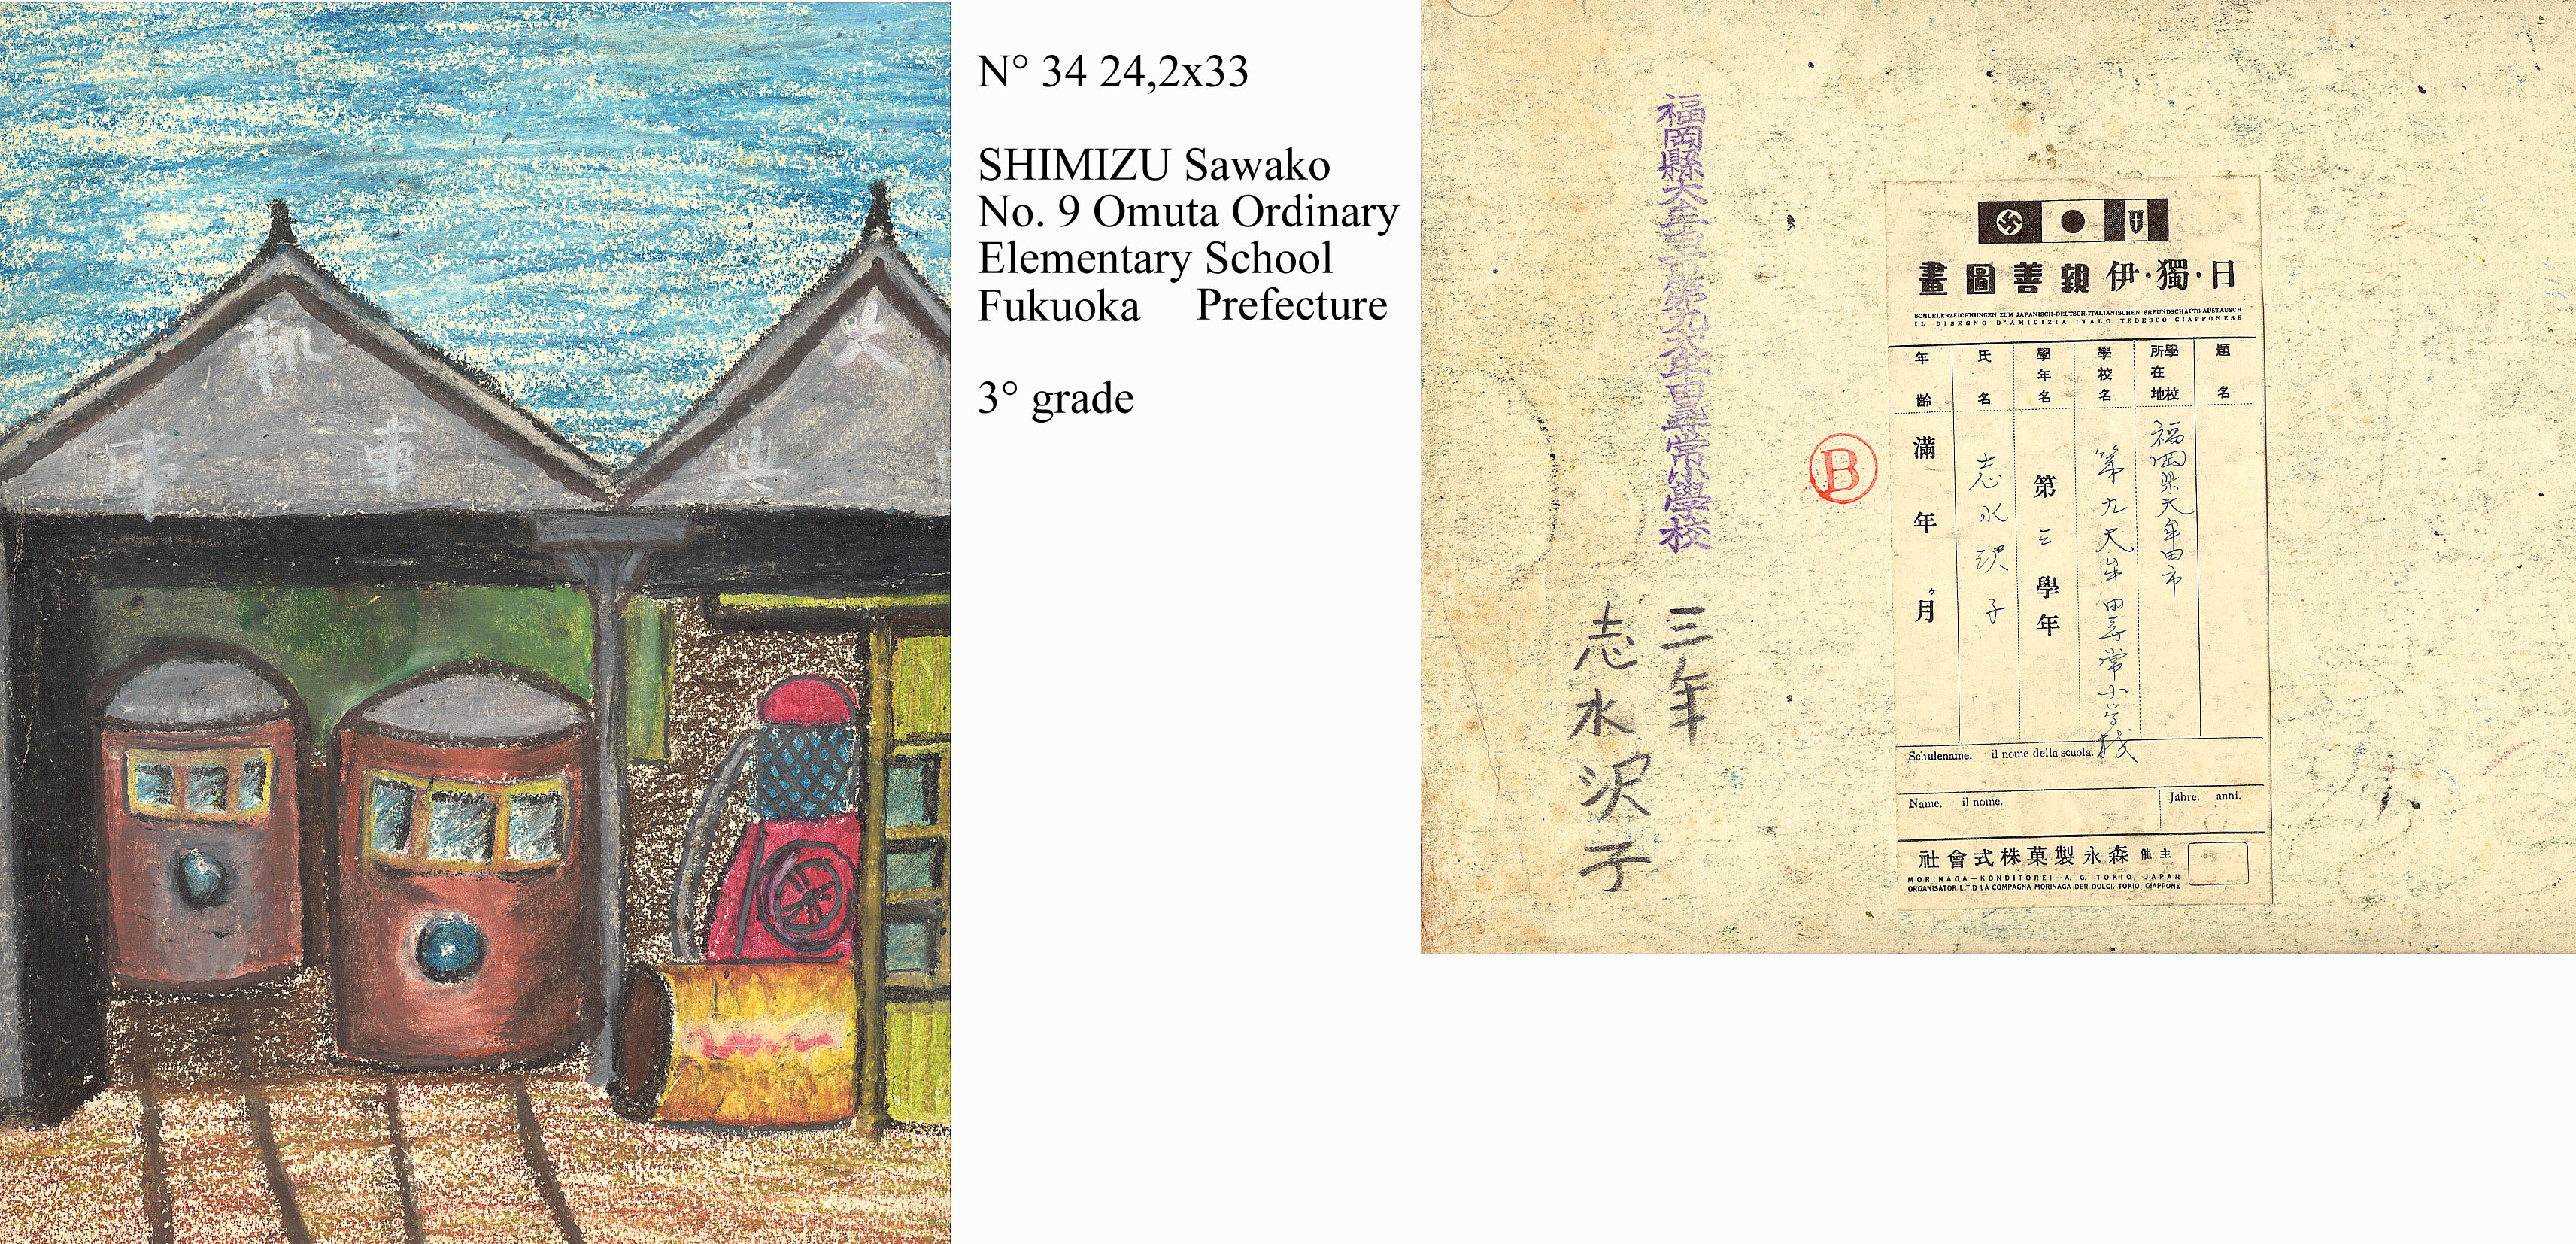 軌
車
庫
大
N° 34 24,2x33
SHIMIZU Sawako
No. 9 Omuta Ordinary
Elementary School
Fukuoka Prefecture
3° grade
福岡縣大牟田市第九大牟田尋常小學校
三年
志水沢子
B
日・獨・伊親善圖畫
SCHUELERZEICHNUNGEN ZUM JAPANISCH-DEUTSCH-ITALIANISCHEN FREUNDSCHAFTS-AUSTAUSCH
IL DISEGNO D'AMICIZIA ITALO TEDESCO GIAPPONESE
題名
學校所在地
福岡県大牟田市
學校名
第九大牟田尋常小学校
學年名
第三學年
氏名
志水沢子
年齡
滿年ヶ月
Schulename. il nome della scuola.
Name. il nome.
Jahre. anni.
主催 森永製菓株式會社
MORINAGA—KONDITOREI—A. G. TOKIO, JAPAN
ORGANISATOR L.T.D LA COMPAGNA MORINAGA DER DOLCI, TOKIO, GIAPPONE